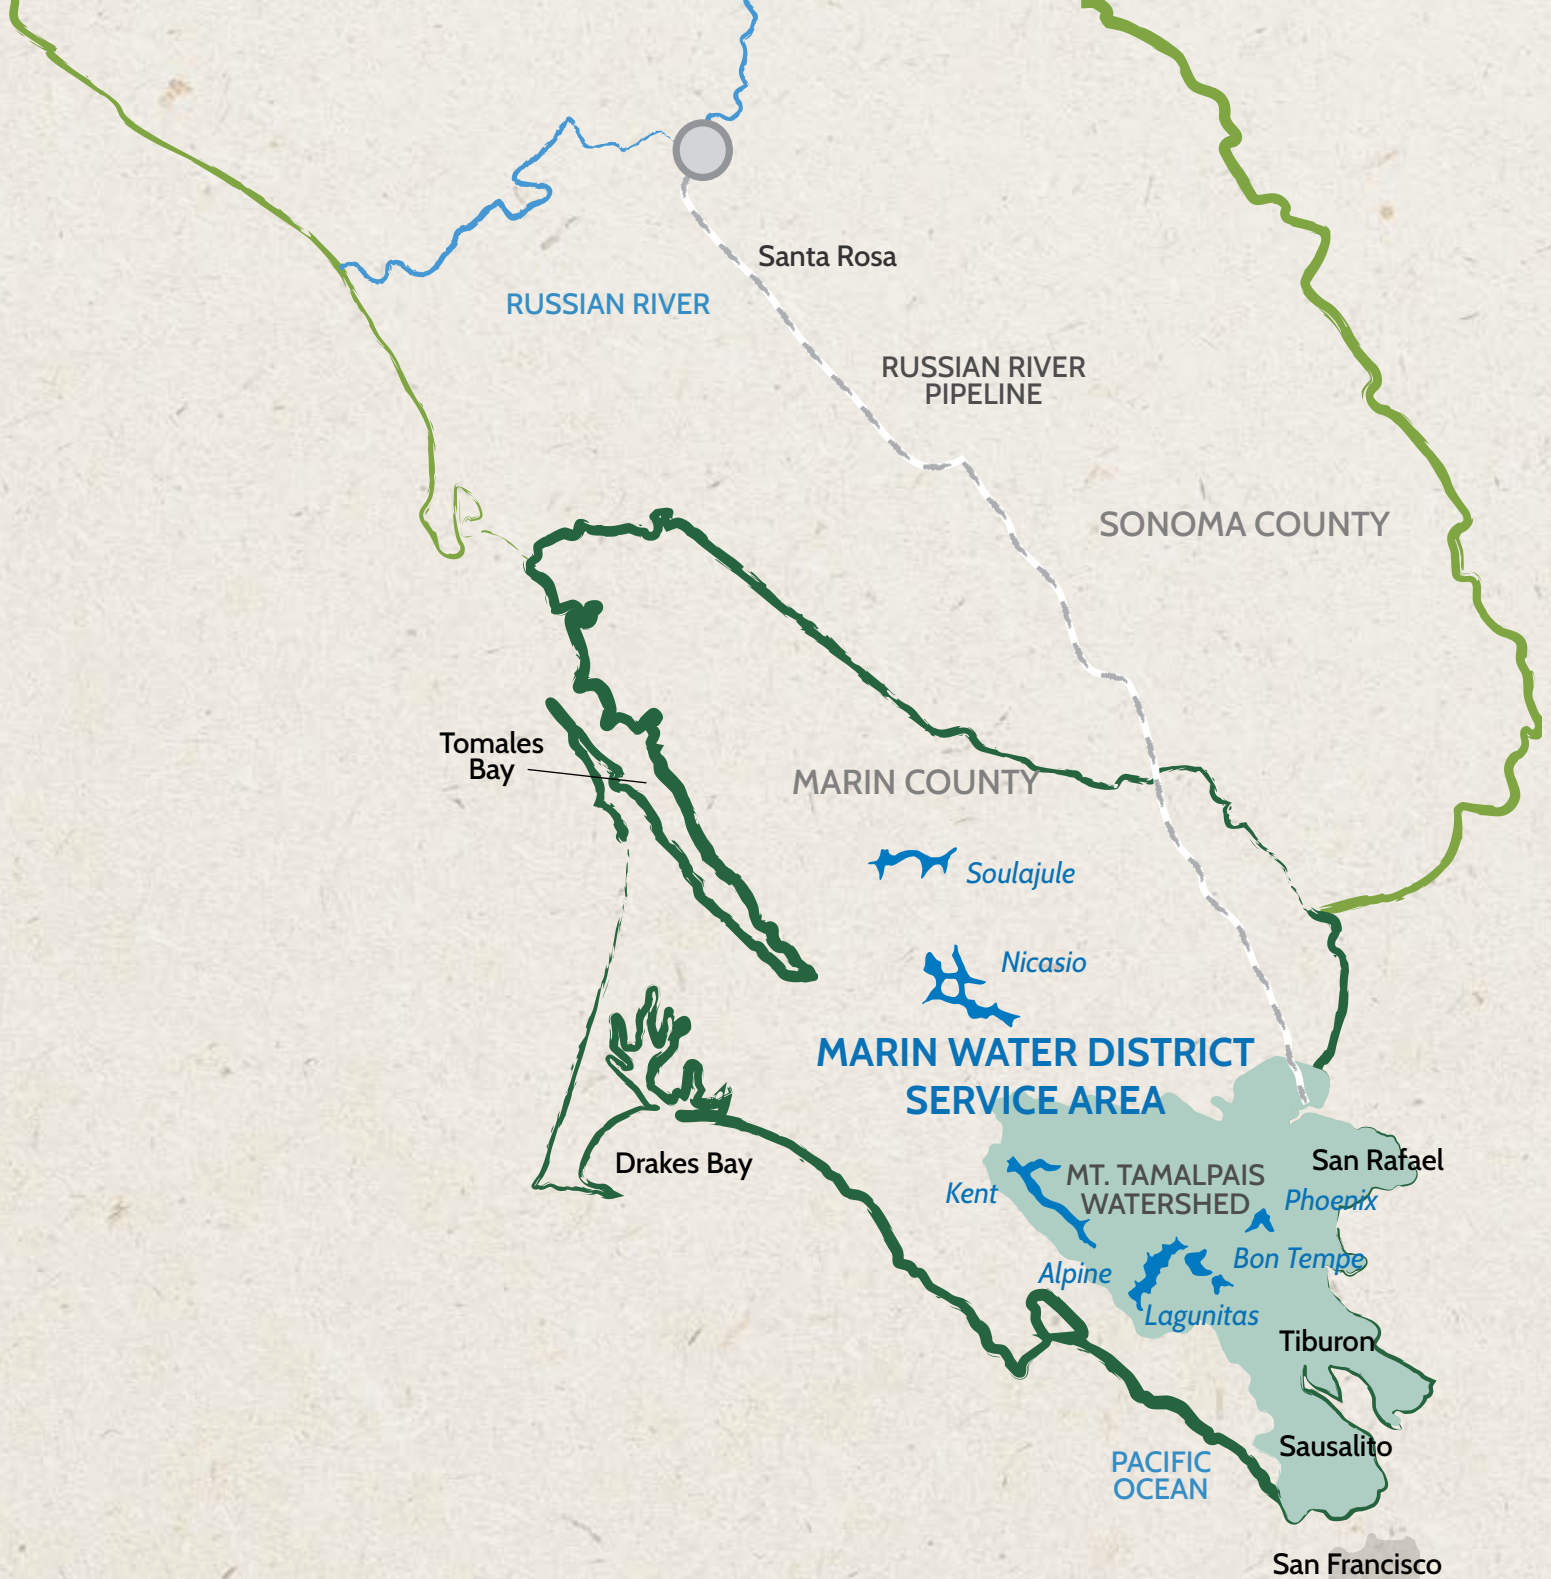 Santa Rosa
RUSSIAN RIVER
RUSSIAN RIVER
PIPELINE
SONOMA COUNTY
Tomales
Bay
MARIN COUNTY
Soulajule
Nicasio
MARIN WATER DISTRICT
SERVICE AREA
Drakes Bay
San Rafael
MT. TAMALPAIS
WATERSHED
Kent
Phoenix
Bon Tempe
Alpine
Lagunitas
Tiburon
Sausalito
PACIFIC
OCEAN
San Francisco